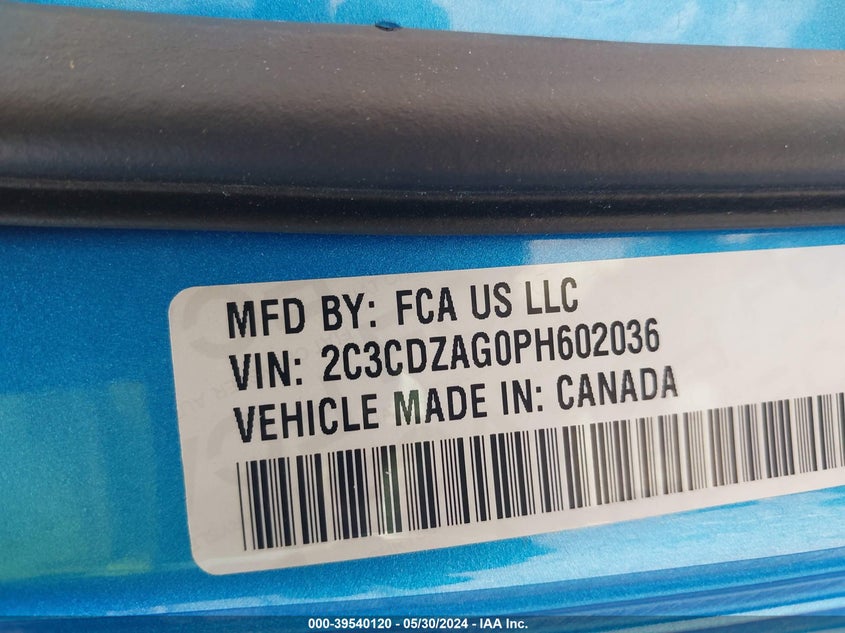 MFD BY: FCA US LLC
VIN: 2C3CDZAG0PH602036
VEHICLE MADE IN: CANADA
000-39540120 - 05/30/2024 - IAA Inc.